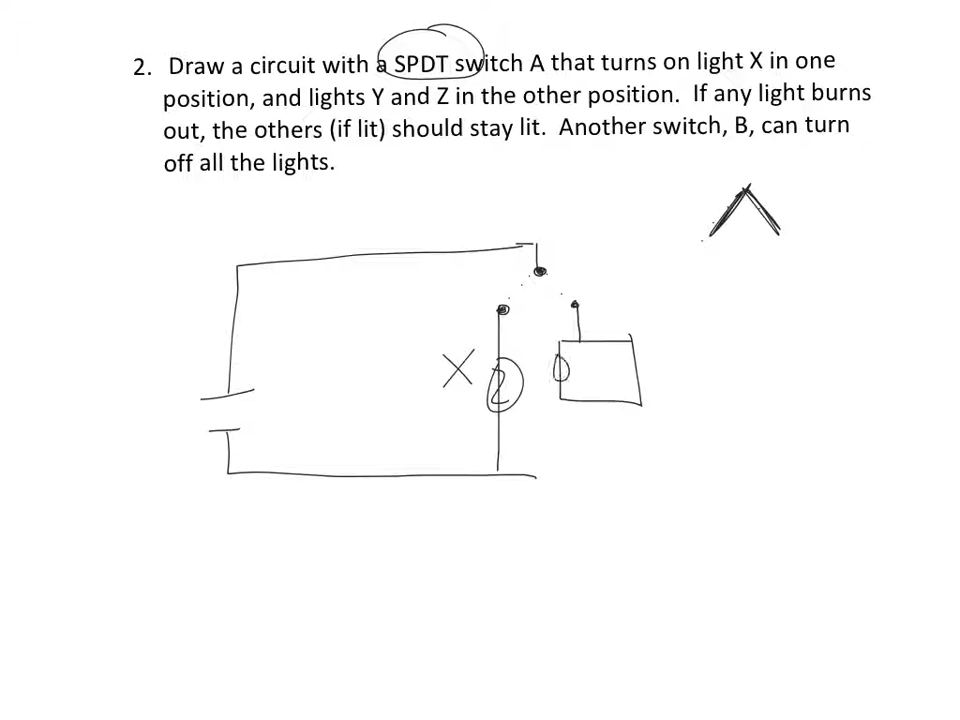 2. Draw a circuit with a SPDT switch A that turns on light X in one
position, and lights Y and Z in the other position. If any light burns
out, the others (if lit) should stay lit. Another switch, B, can turn
off all the lights.
X